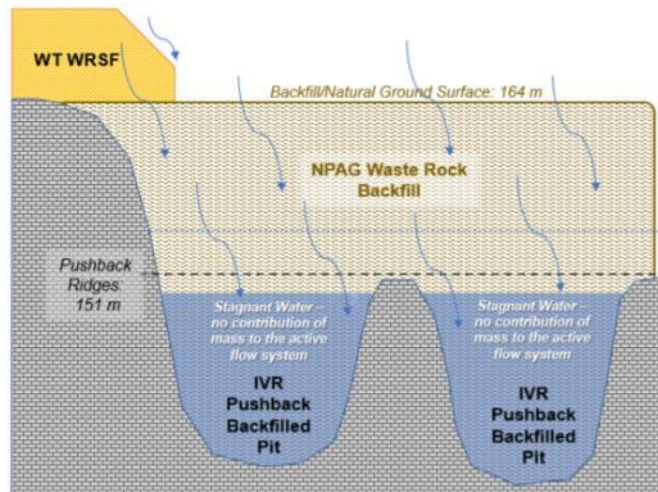 WT WRSF
Backfill/Natural Ground Surface: 164 m
NPAG Waste Rock
Backfill
Pushback
Ridges:
151 m
Stagnant Water –
no contribution of
mass to the active
flow system
Stagnant Water –
no contribution of
mass to the active
flow system
IVR
Pushback
Backfilled
Pit
IVR
Pushback
Backfilled
Pit